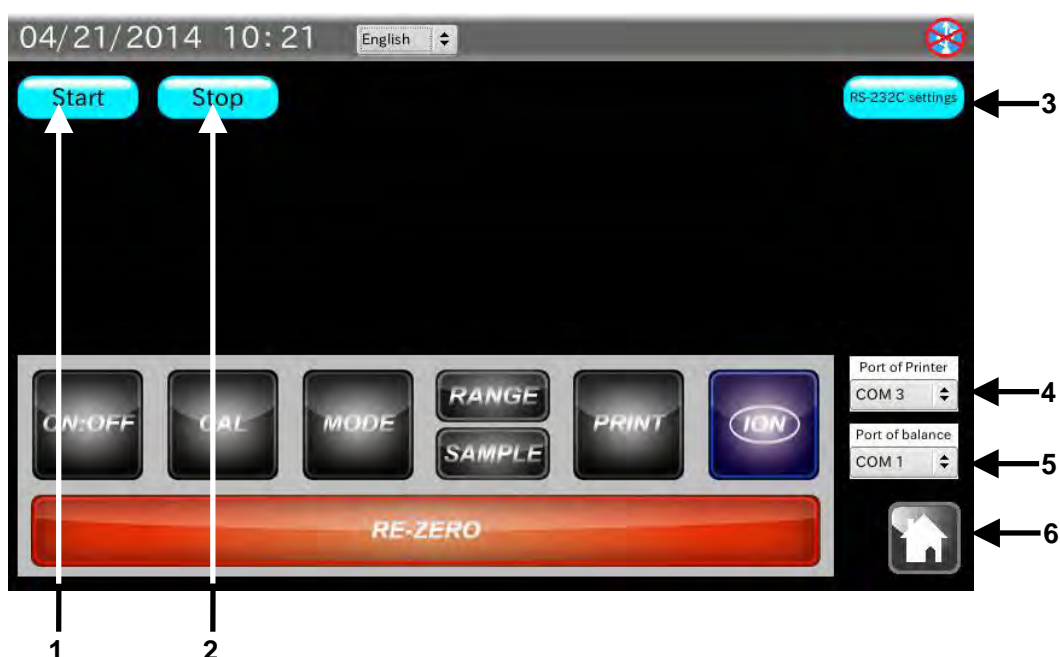 04/21/2014 10:21 English
Start Stop RS-232C settings
3
Port of Printer
COM 3
4
ON:OFF CAL MODE RANGE PRINT ION
SAMPLE
Port of balance
COM 1
5
RE-ZERO
6
1 2